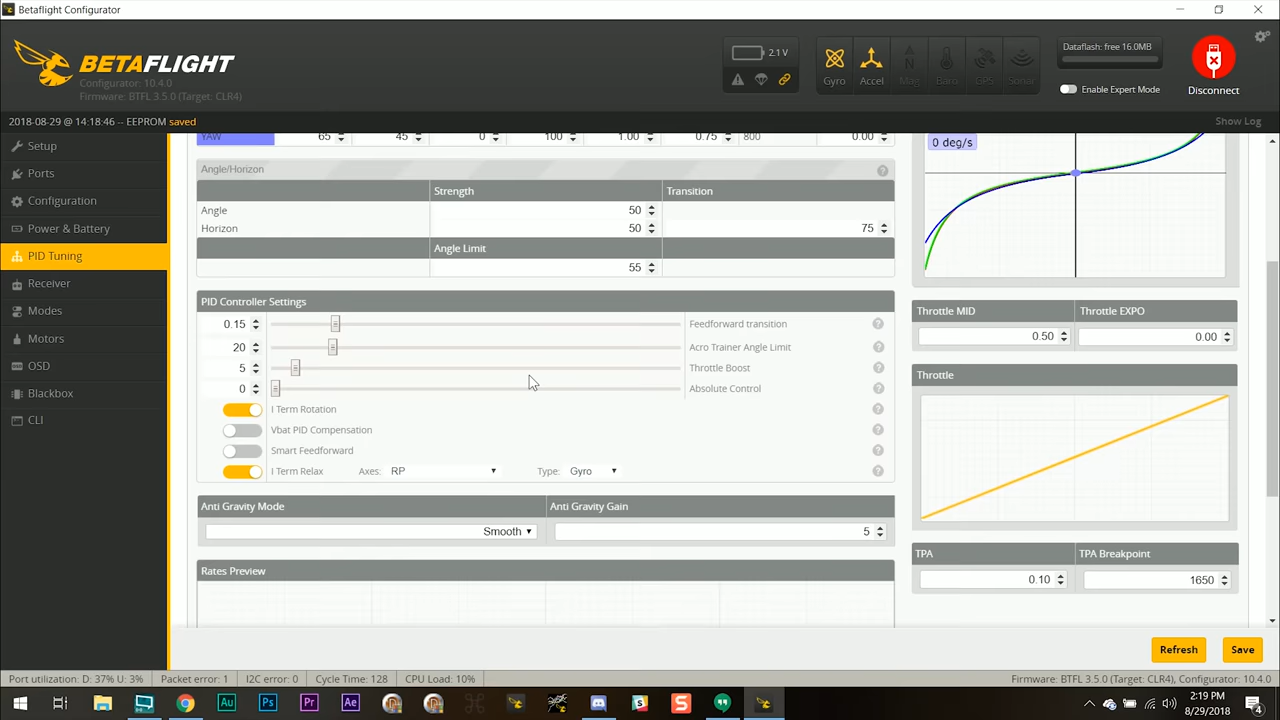 Betaflight Configurator
BETAFLIGHT
Configurator: 10.4.0
Firmware: BTFL 3.5.0 (Target: CLR4)
2.1 V
Gyro Accel Mag Baro GPS Sonar
Dataflash: free 16.0MB
Enable Expert Mode
Disconnect
2018-08-29 @ 14:18:46 -- EEPROM saved
Show Log
Setup
Ports
Configuration
Power & Battery
PID Tuning
Receiver
Modes
Motors
OSD
Blackbox
CLI
YAW 65 45 0 100 1.00 0.75 800 0.00
Angle/Horizon
Strength Transition
Angle 50
Horizon 50 75
Angle Limit
55
PID Controller Settings
0.15 Feedforward transition
20 Acro Trainer Angle Limit
5 Throttle Boost
0 Absolute Control
I Term Rotation
Vbat PID Compensation
Smart Feedforward
I Term Relax Axes: RP Type: Gyro
Anti Gravity Mode Anti Gravity Gain
Smooth 5
Rates Preview
0 deg/s
Throttle MID Throttle EXPO
0.50 0.00
Throttle
TPA TPA Breakpoint
0.10 1650
Refresh Save
Port utilization: D: 37% U: 3% Packet error: 1 I2C error: 0 Cycle Time: 128 CPU Load: 10% Firmware: BTFL 3.5.0 (Target: CLR4), Configurator: 10.4.0
Au Ps Pr Ae S
2:19 PM
8/29/2018
4